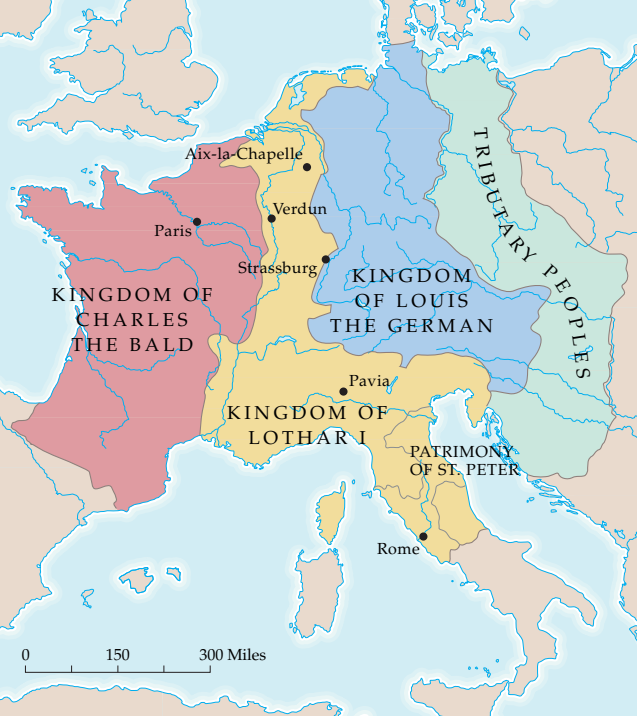 Aix-la-Chapelle
Verdun
Paris
Strassburg
TRIBUTARY PEOPLES
KINGDOM OF
CHARLES
THE BALD
KINGDOM
OF LOUIS
THE GERMAN
Pavia
KINGDOM OF
LOTHAR I
PATRIMONY
OF ST. PETER
Rome
0 150 300 Miles